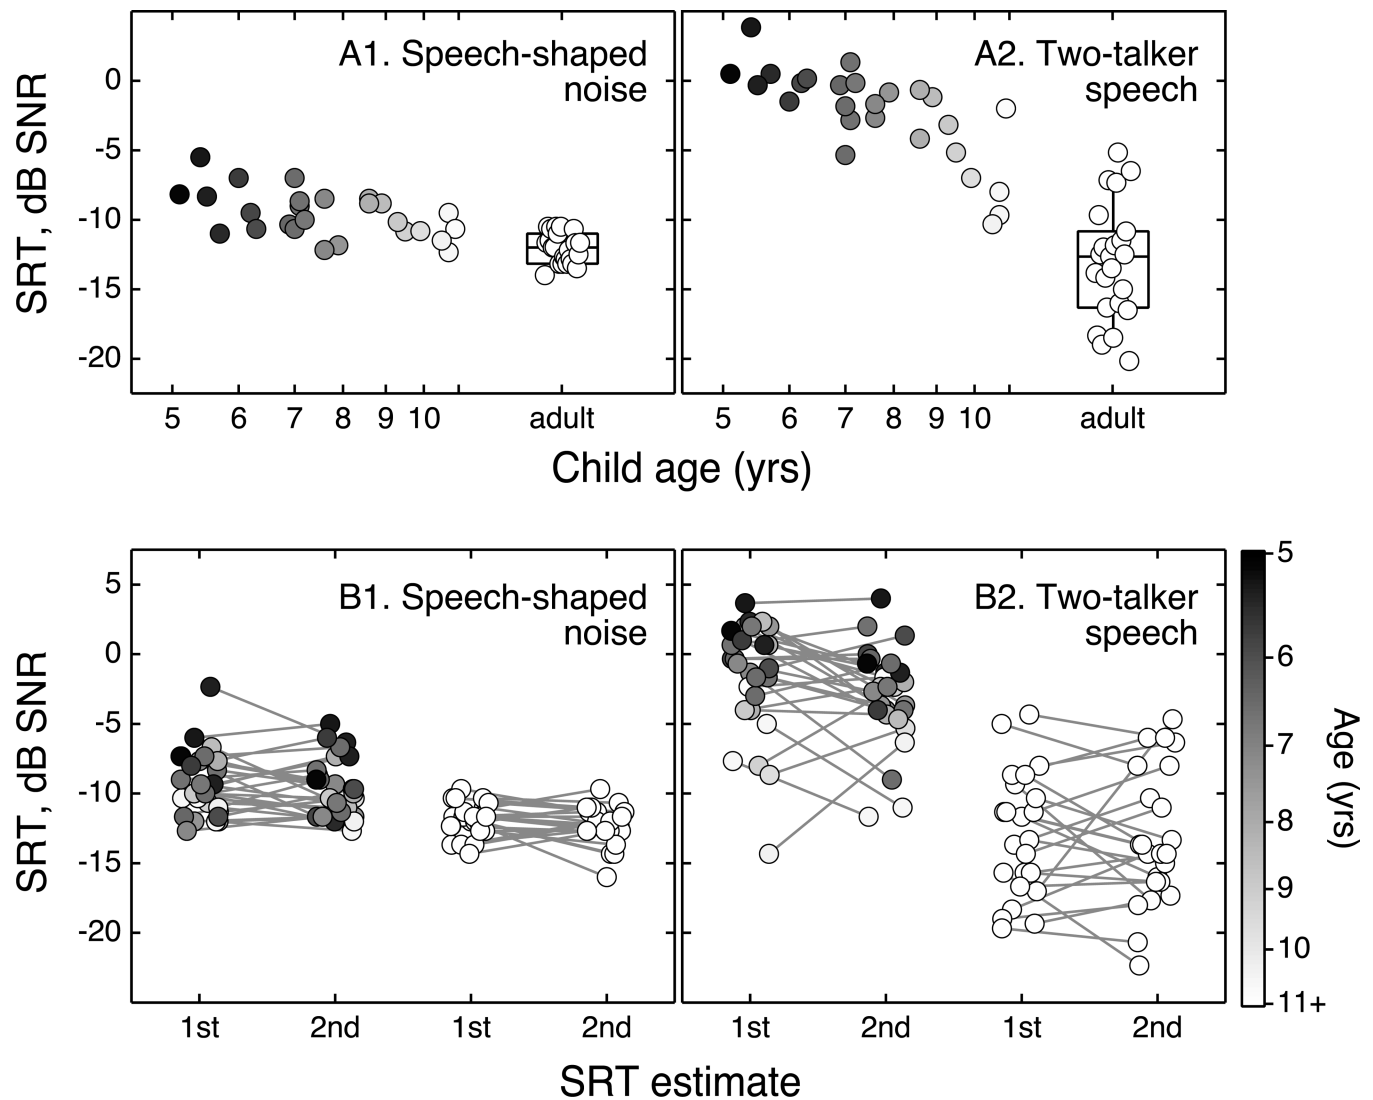 A1. Speech-shaped
noise
A2. Two-talker
speech
SRT, dB SNR
0
-5
-10
-15
-20
5 6 7 8 9 10 adult
5 6 7 8 9 10 adult
Child age (yrs)
B1. Speech-shaped
noise
B2. Two-talker
speech
SRT, dB SNR
5
0
-5
-10
-15
-20
1st 2nd 1st 2nd
1st 2nd 1st 2nd
SRT estimate
5
6
7
8
9
10
11+
Age (yrs)